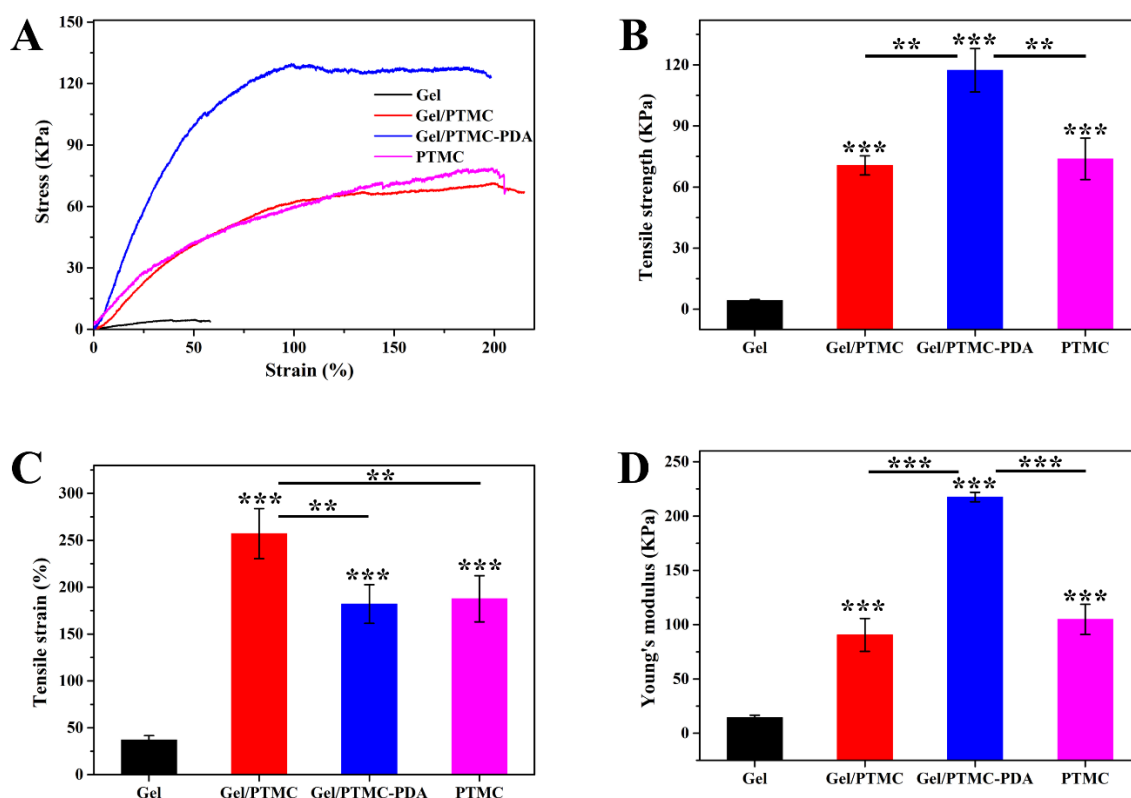 A
Stress (KPa)
150
120
90
60
30
0
Gel
Gel/PTMC
Gel/PTMC-PDA
PTMC
0 50 100 150 200
Strain (%)
B
Tensile strength (KPa)
120
90
60
30
0
** *** **
***
***
Gel Gel/PTMC Gel/PTMC-PDA PTMC
C
Tensile strain (%)
300
250
200
150
100
50
0
**
*** **
*** ***
Gel Gel/PTMC Gel/PTMC-PDA PTMC
D
Young's modulus (KPa)
250
200
150
100
50
0
*** ***
***
*** ***
Gel Gel/PTMC Gel/PTMC-PDA PTMC